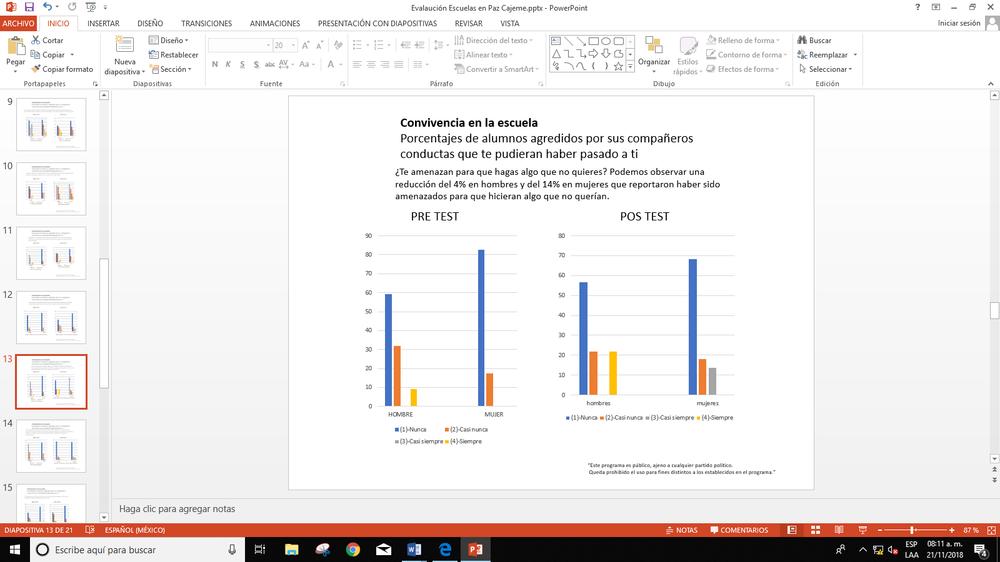 Evalaución Escuelas en Paz Cajeme.pptx - PowerPoint
ARCHIVO INICIO INSERTAR DISEÑO TRANSICIONES ANIMACIONES PRESENTACIÓN CON DIAPOSITIVAS REVISAR VISTA Iniciar sesión
Pegar
Cortar
Copiar
Copiar formato
Portapapeles
Nueva diapositiva
Diseño
Restablecer
Sección
Diapositivas
20
N K S S abc AV Aa A
Fuente
Dirección del texto
Alinear texto
Convertir a SmartArt
Párrafo
Organizar
Estilos rápidos
Relleno de forma
Contorno de forma
Efectos de forma
Dibujo
Buscar
Reemplazar
Seleccionar
Edición
9
10
11
12
13
14
15
Convivencia en la escuela
Porcentajes de alumnos agredidos por sus compañeros
conductas que te pudieran haber pasado a ti
¿Te amenazan para que hagas algo que no quieres? Podemos observar una
reducción del 4% en hombres y del 14% en mujeres que reportaron haber sido
amenazados para que hicieran algo que no querían.
PRE TEST
90
80
70
60
50
40
30
20
10
0
HOMBRE MUJER
(1)-Nunca (2)-Casi nunca
(3)-Casi siempre (4)-Siempre
POS TEST
80
70
60
50
40
30
20
10
0
hombres mujeres
(1)-Nunca (2)-Casi nunca (3)-Casi siempre (4)-Siempre
“Este programa es público, ajeno a cualquier partido político.
Queda prohibido el uso para fines distintos a los establecidos en el programa.”
Haga clic para agregar notas
DIAPOSITIVA 13 DE 21 ESPAÑOL (MÉXICO) NOTAS COMENTARIOS 87 %
Escribe aquí para buscar
ESP
LAA
08:11 a. m.
21/11/2018
4